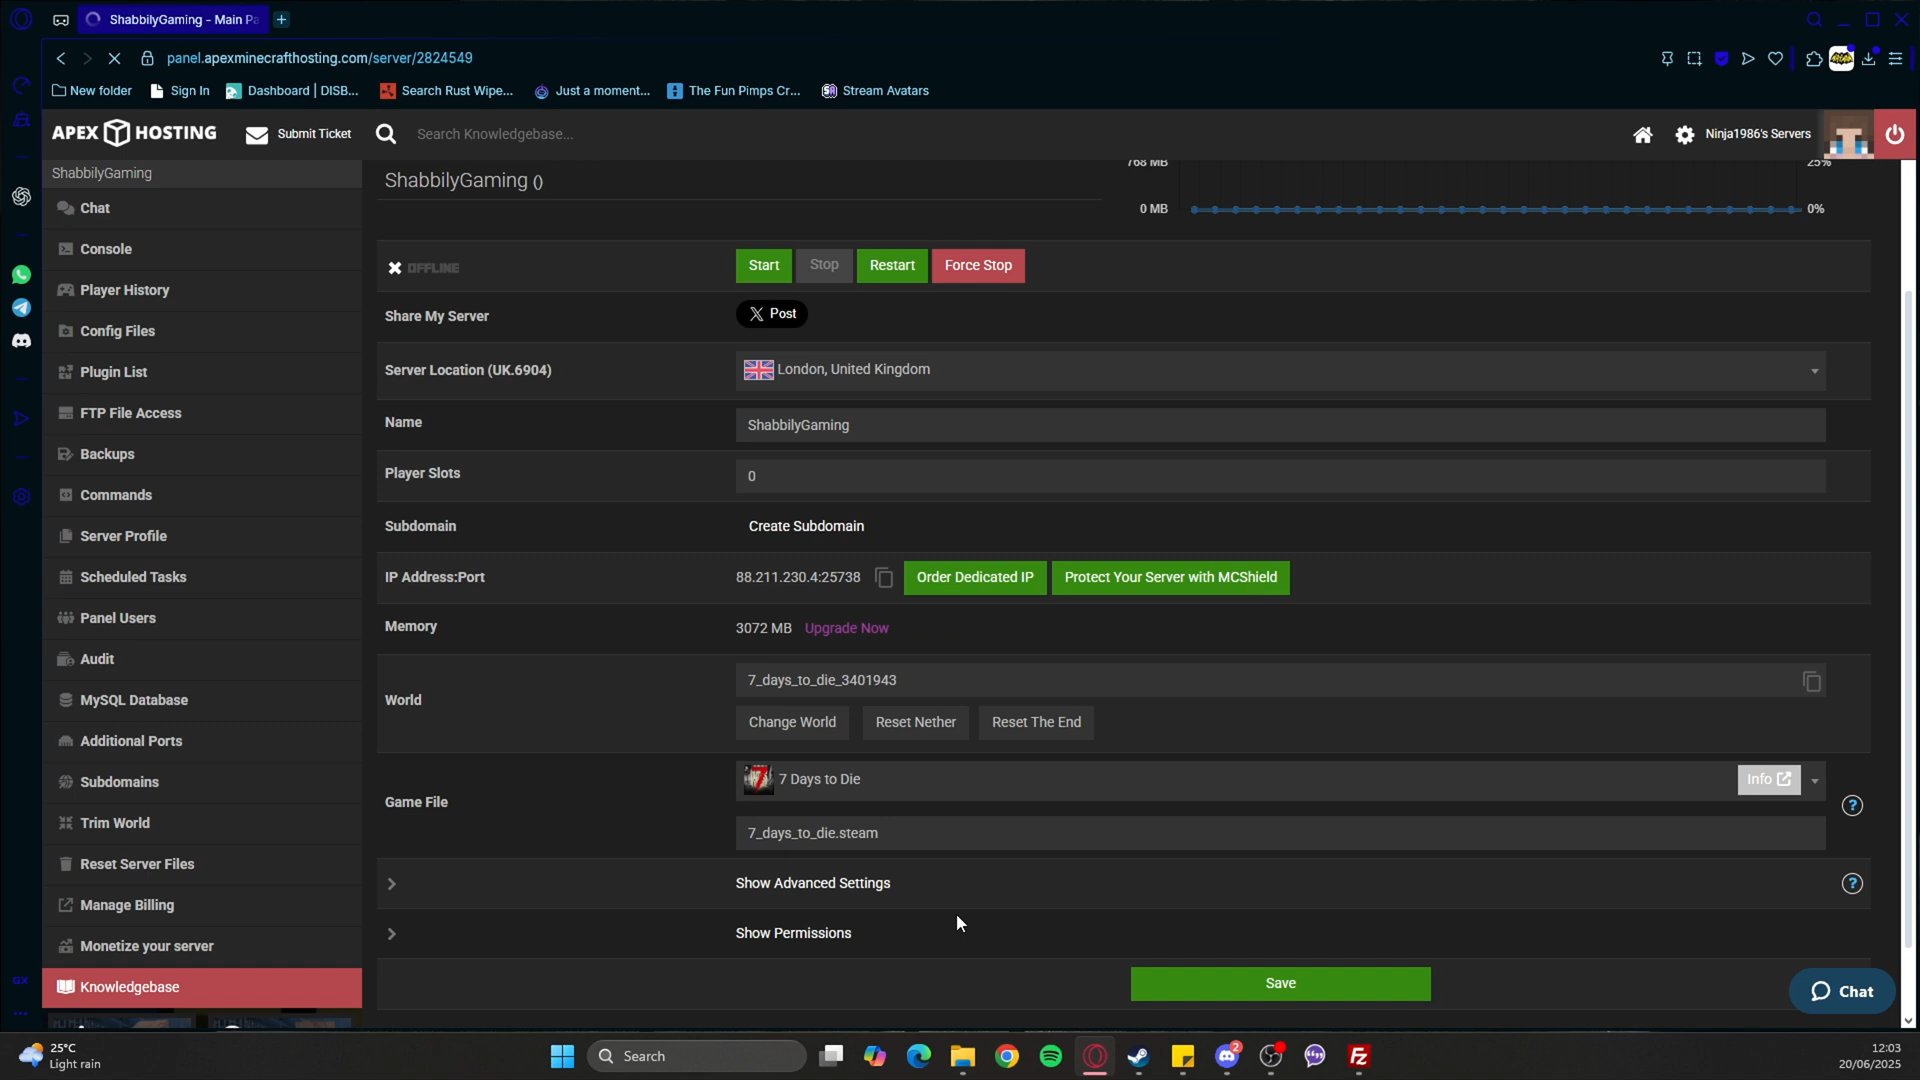 ShabbilyGaming - Main Pa
panel.apexminecrafthosting.com/server/2824549
New folder Sign In Dashboard | DISB... Search Rust Wipe... Just a moment... The Fun Pimps Cr... Stream Avatars
APEX HOSTING Submit Ticket Search Knowledgebase... Ninja1986's Servers
ShabbilyGaming
Chat
Console
Player History
Config Files
Plugin List
FTP File Access
Backups
Commands
Server Profile
Scheduled Tasks
Panel Users
Audit
MySQL Database
Additional Ports
Subdomains
Trim World
Reset Server Files
Manage Billing
Monetize your server
Knowledgebase
ShabbilyGaming ()
768 MB 25%
0 MB 0%
OFFLINE Start Stop Restart Force Stop
Share My Server Post
Server Location (UK.6904) London, United Kingdom
Name ShabbilyGaming
Player Slots 0
Subdomain Create Subdomain
IP Address:Port 88.211.230.4:25738 Order Dedicated IP Protect Your Server with MCShield
Memory 3072 MB Upgrade Now
World 7_days_to_die_3401943
Change World Reset Nether Reset The End
Game File 7 Days to Die Info
7_days_to_die.steam
Show Advanced Settings
Show Permissions
Save
Chat
GX
25°C
Light rain
Search
2
12:03
20/06/2025